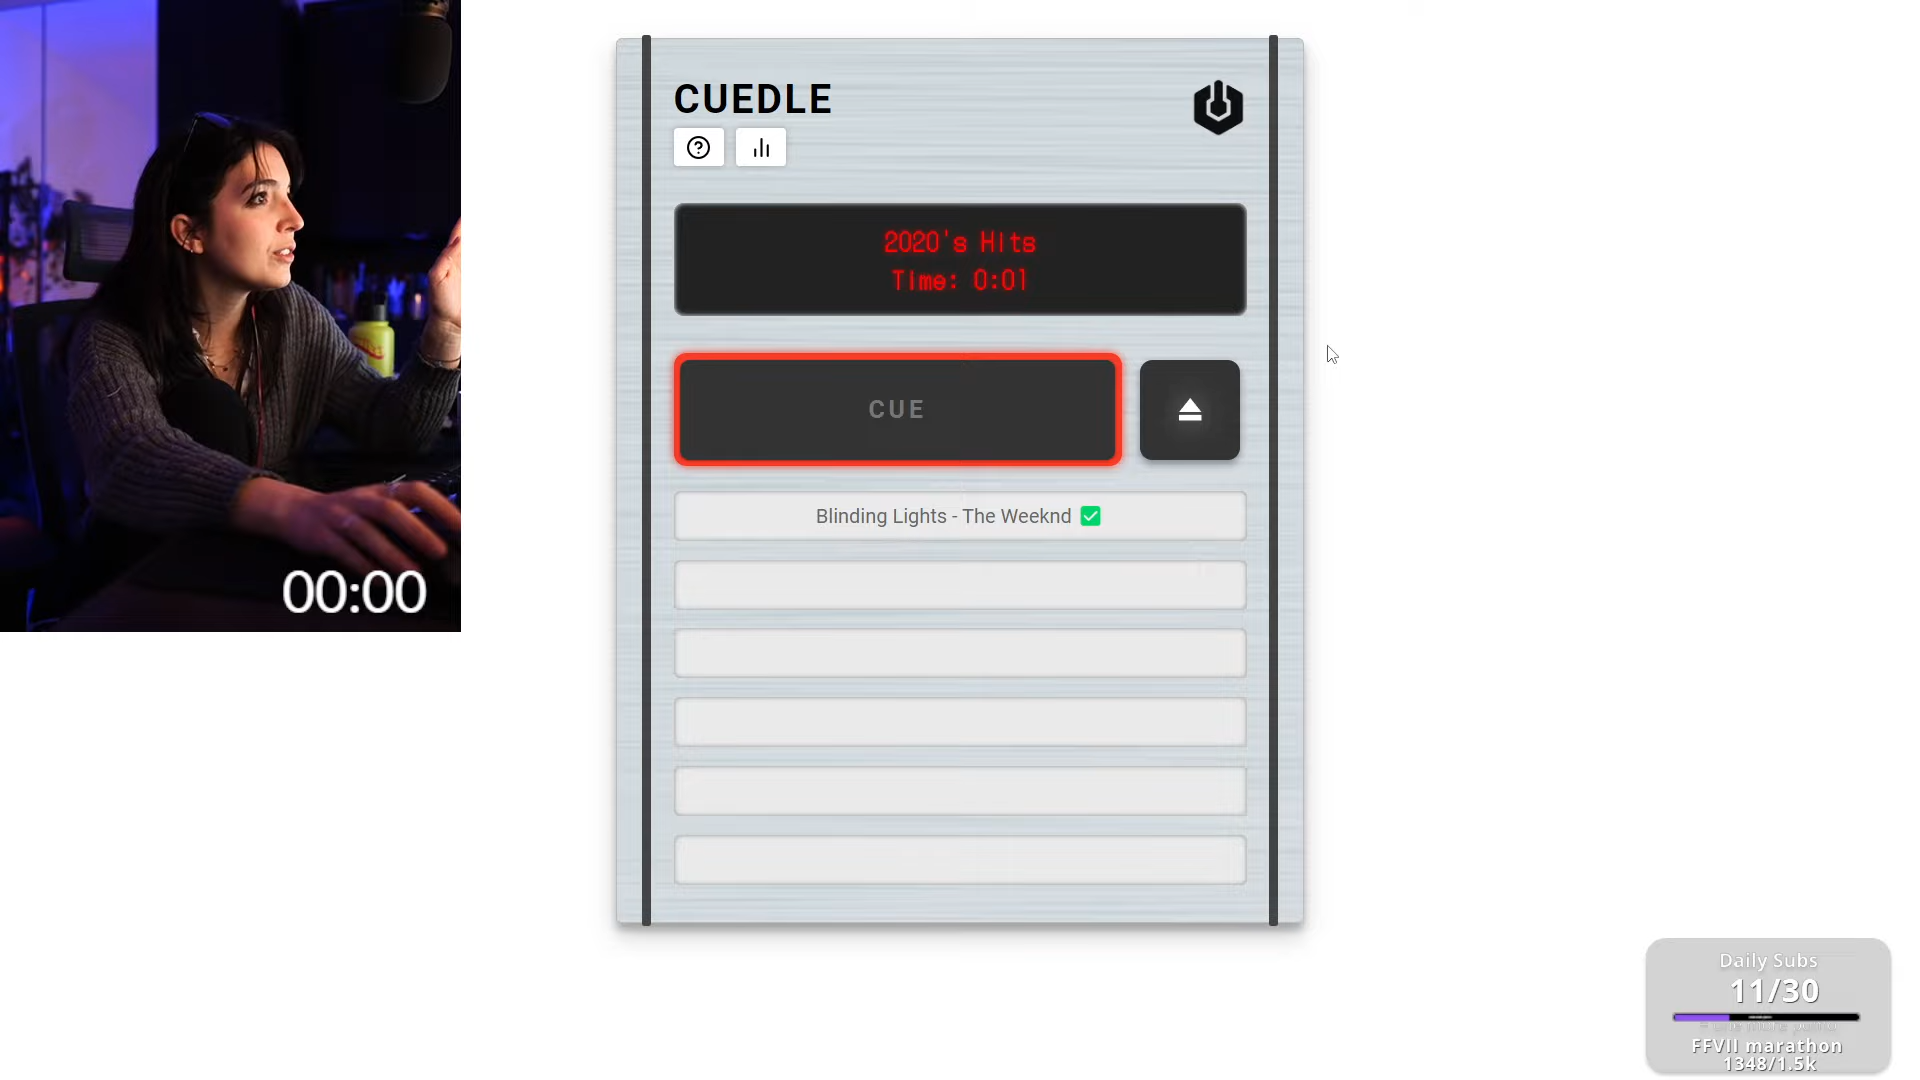 CUEDLE
2020's Hits
Time: 0:01
CUE
Blinding Lights - The Weeknd
00:00
Daily Subs
11/30
FFVII marathon
1348/1.5k